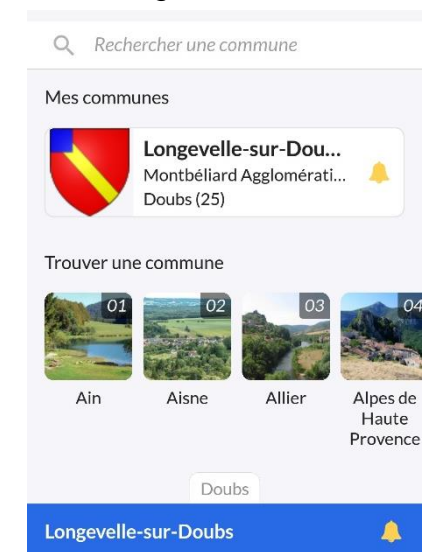 Rechercher une commune
Mes communes
Longevelle-sur-Dou...
Montbéliard Agglomérati...
Doubs (25)
Trouver une commune
01 02 03 04
Ain Aisne Allier Alpes de
Haute
Provence
Doubs
Longevelle-sur-Doubs